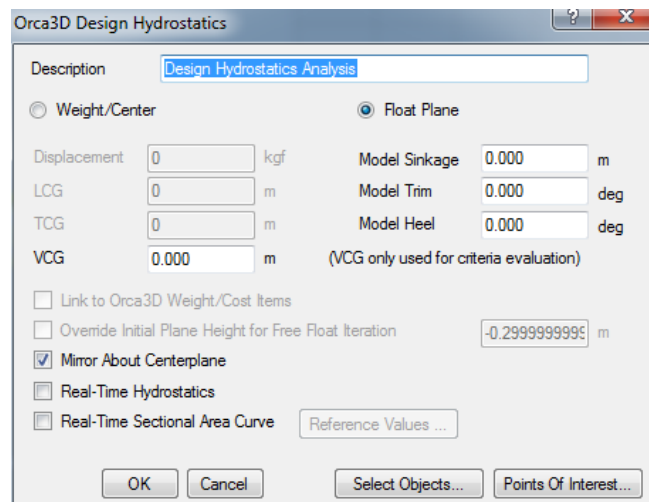 Orca3D Design Hydrostatics ? X
Description Design Hydrostatics Analysis
Weight/Center Float Plane
Displacement 0 kgf Model Sinkage 0.000 m
LCG 0 m Model Trim 0.000 deg
TCG 0 m Model Heel 0.000 deg
VCG 0.000 m (VCG only used for criteria evaluation)
Link to Orca3D Weight/Cost Items
Override Initial Plane Height for Free Float Iteration -0.2999999999 m
Mirror About Centerplane
Real-Time Hydrostatics
Real-Time Sectional Area Curve Reference Values ...
OK Cancel Select Objects... Points Of Interest...